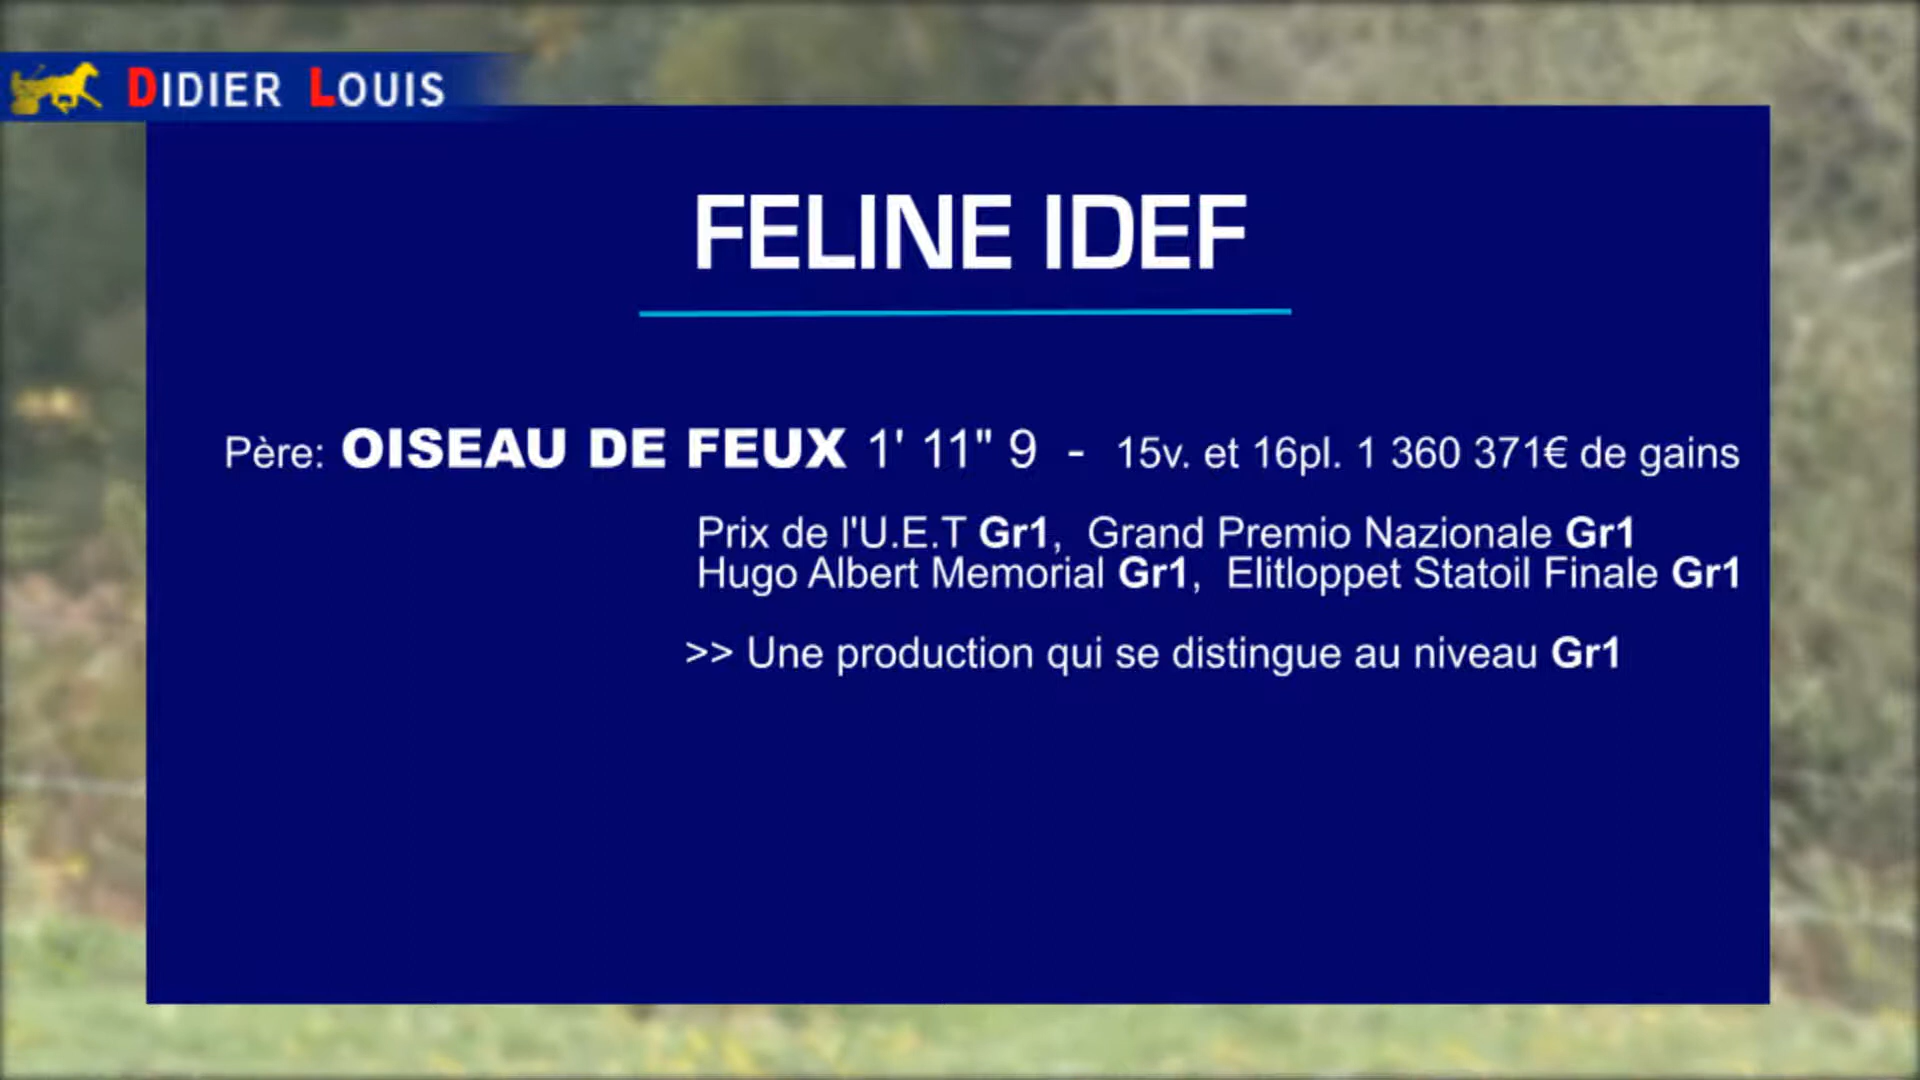 DIDIER LOUIS
FELINE IDEF
Père: OISEAU DE FEUX 1' 11" 9 - 15v. et 16pl. 1 360 371€ de gains
Prix de l'U.E.T Gr1, Grand Premio Nazionale Gr1
Hugo Albert Memorial Gr1, Elitloppet Statoil Finale Gr1
>> Une production qui se distingue au niveau Gr1